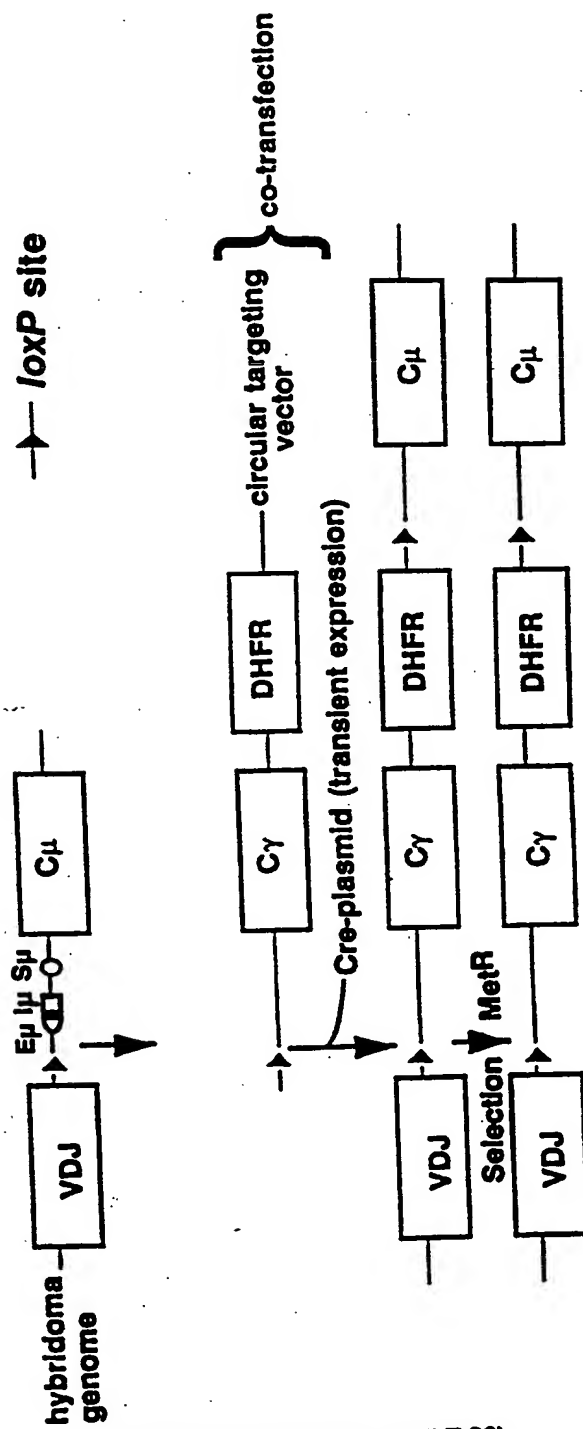 hybridoma
genome
VDJ
Eμ Iμ Sμ
Cμ
loxP site
Cγ
DHFR
circular targeting
vector
co-transfection
Cre-plasmid (transient expression)
VDJ
Cγ
DHFR
Cμ
Selection MetR
VDJ
Cγ
DHFR
Cμ